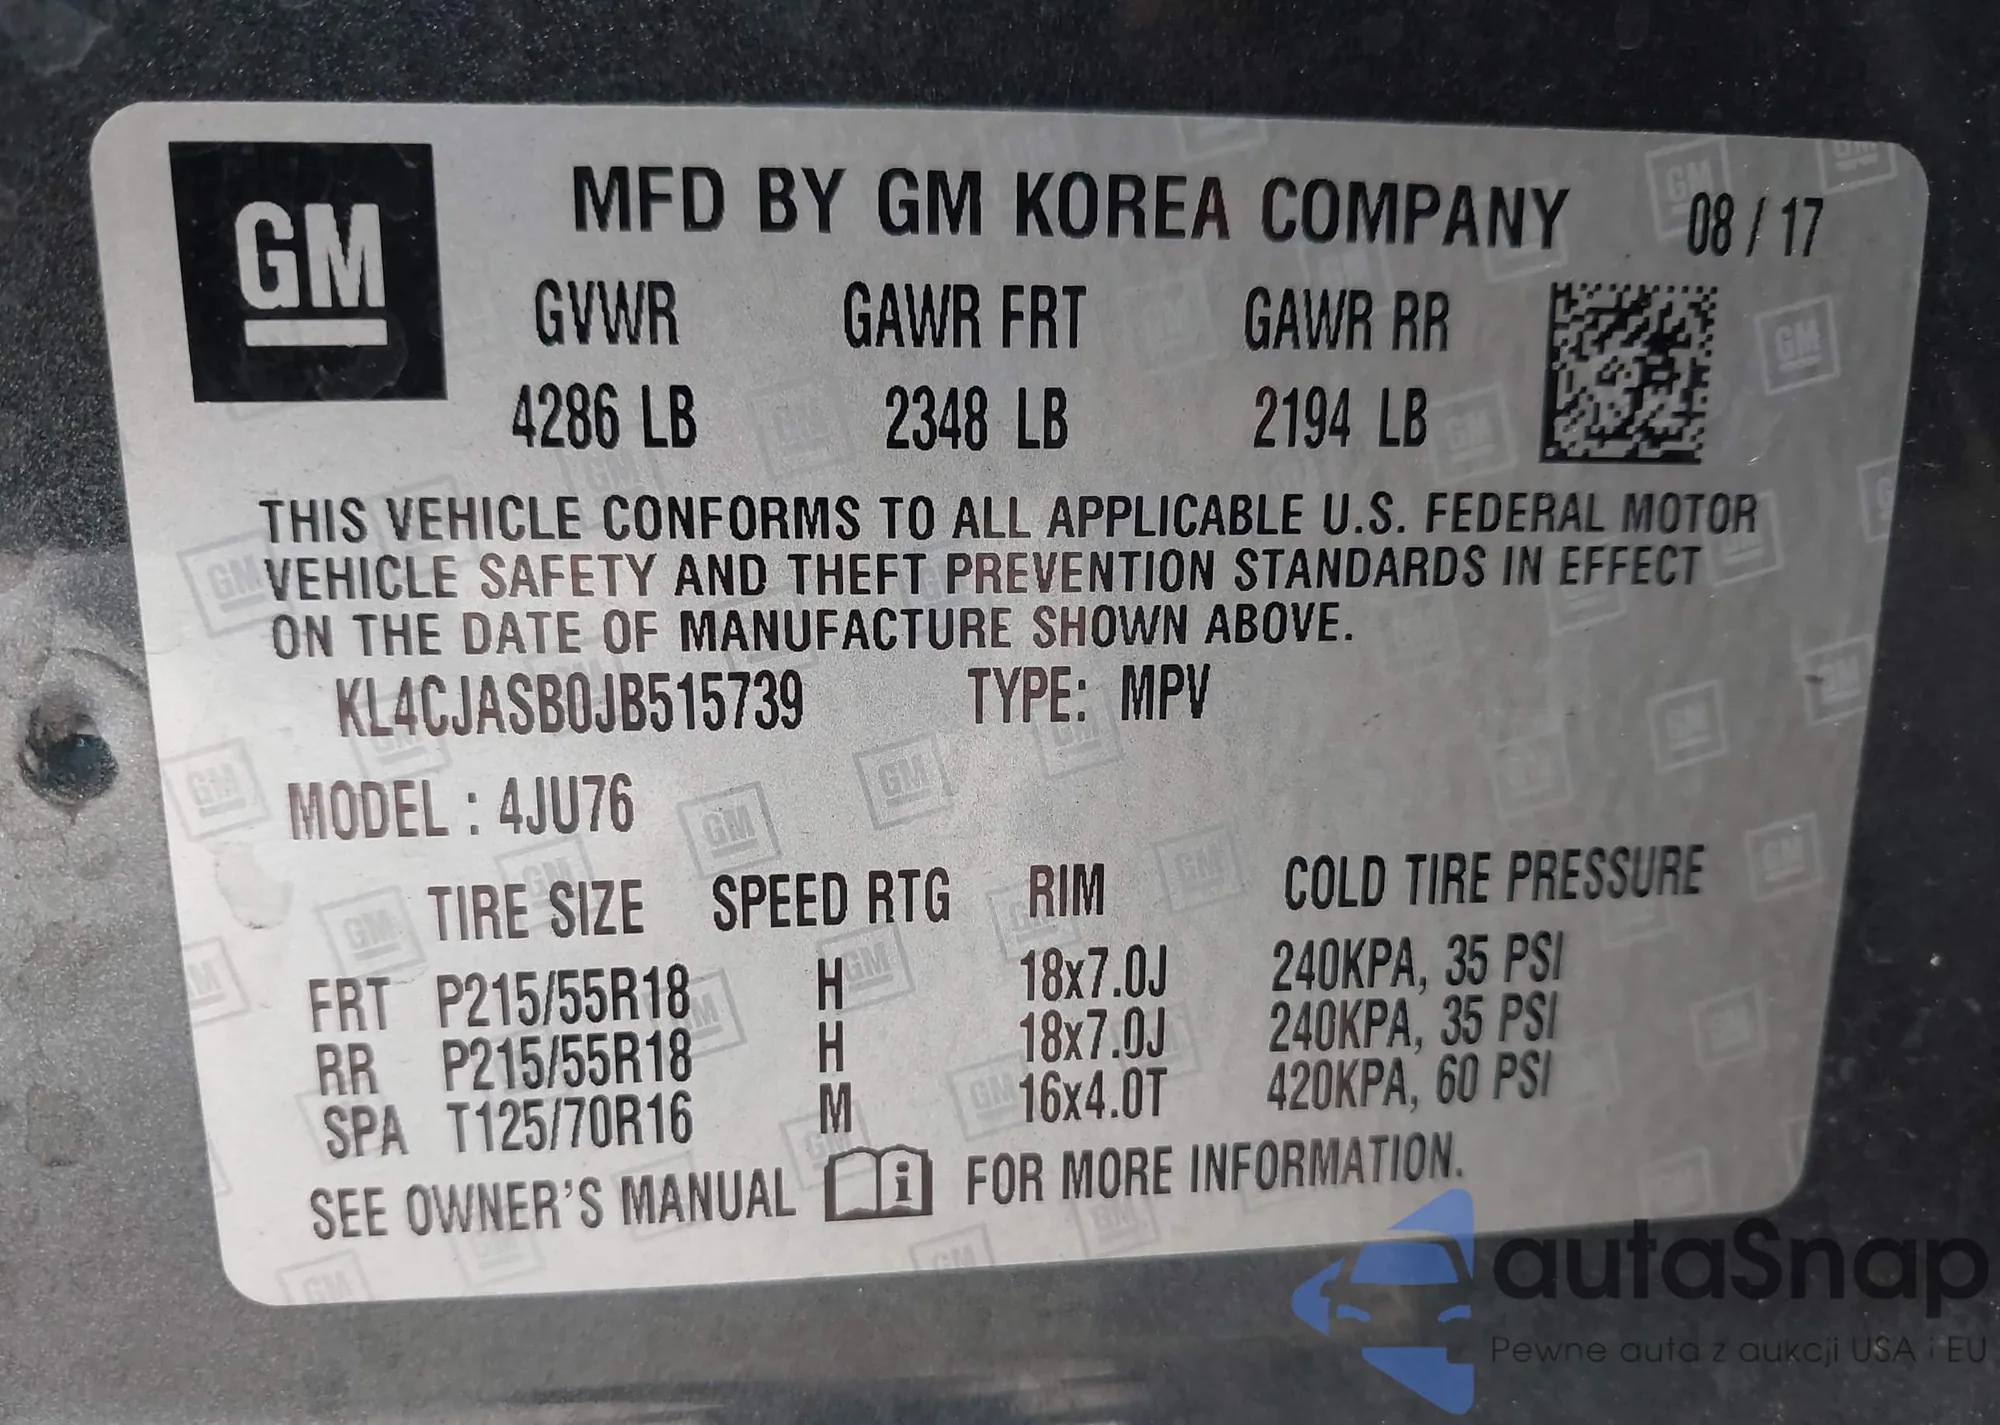 GM
MFD BY GM KOREA COMPANY 08 / 17
GVWR GAWR FRT GAWR RR
4286 LB 2348 LB 2194 LB
THIS VEHICLE CONFORMS TO ALL APPLICABLE U.S. FEDERAL MOTOR
VEHICLE SAFETY AND THEFT PREVENTION STANDARDS IN EFFECT
ON THE DATE OF MANUFACTURE SHOWN ABOVE.
KL4CJASB0JB515739 TYPE: MPV
MODEL : 4JU76
TIRE SIZE SPEED RTG RIM COLD TIRE PRESSURE
FRT P215/55R18 H 18x7.0J 240KPA, 35 PSI
RR P215/55R18 H 18x7.0J 240KPA, 35 PSI
SPA T125/70R16 M 16x4.0T 420KPA, 60 PSI
SEE OWNER'S MANUAL i FOR MORE INFORMATION.
autaSnap
Pewne auta z aukcji USA i EU